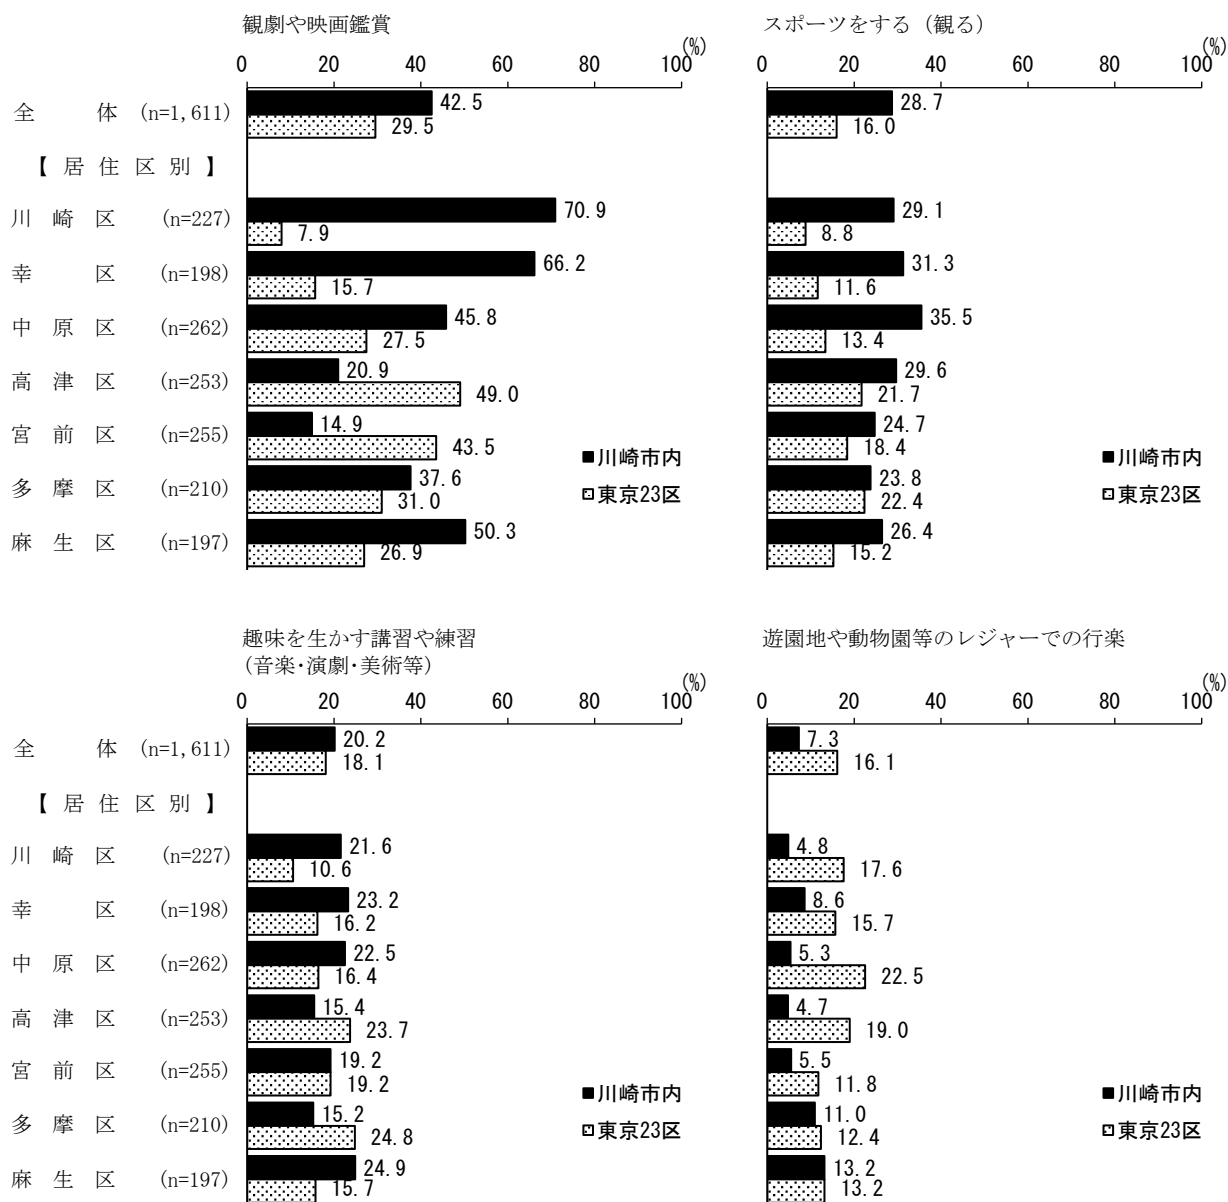 観劇や映画鑑賞
(%)
0 20 40 60 80 100
全体 (n=1,611) 42.5
29.5
【居住区別】
川崎区 (n=227) 70.9
7.9
幸区 (n=198) 66.2
15.7
中原区 (n=262) 45.8
27.5
高津区 (n=253) 20.9
49.0
宮前区 (n=255) 14.9
43.5
多摩区 (n=210) 37.6
31.0
麻生区 (n=197) 50.3
26.9
■川崎市内
東京23区
スポーツをする（観る）
(%)
0 20 40 60 80 100
28.7
16.0
29.1
8.8
31.3
11.6
35.5
13.4
29.6
21.7
24.7
18.4
23.8
22.4
26.4
15.2
■川崎市内
東京23区
趣味を生かす講習や練習
（音楽・演劇・美術等）
(%)
0 20 40 60 80 100
全体 (n=1,611) 20.2
18.1
【居住区別】
川崎区 (n=227) 21.6
10.6
幸区 (n=198) 23.2
16.2
中原区 (n=262) 22.5
16.4
高津区 (n=253) 15.4
23.7
宮前区 (n=255) 19.2
19.2
多摩区 (n=210) 15.2
24.8
麻生区 (n=197) 24.9
15.7
■川崎市内
東京23区
遊園地や動物園等のレジャーでの行楽
(%)
0 20 40 60 80 100
7.3
16.1
4.8
17.6
8.6
15.7
5.3
22.5
4.7
19.0
5.5
11.8
11.0
12.4
13.2
13.2
■川崎市内
東京23区